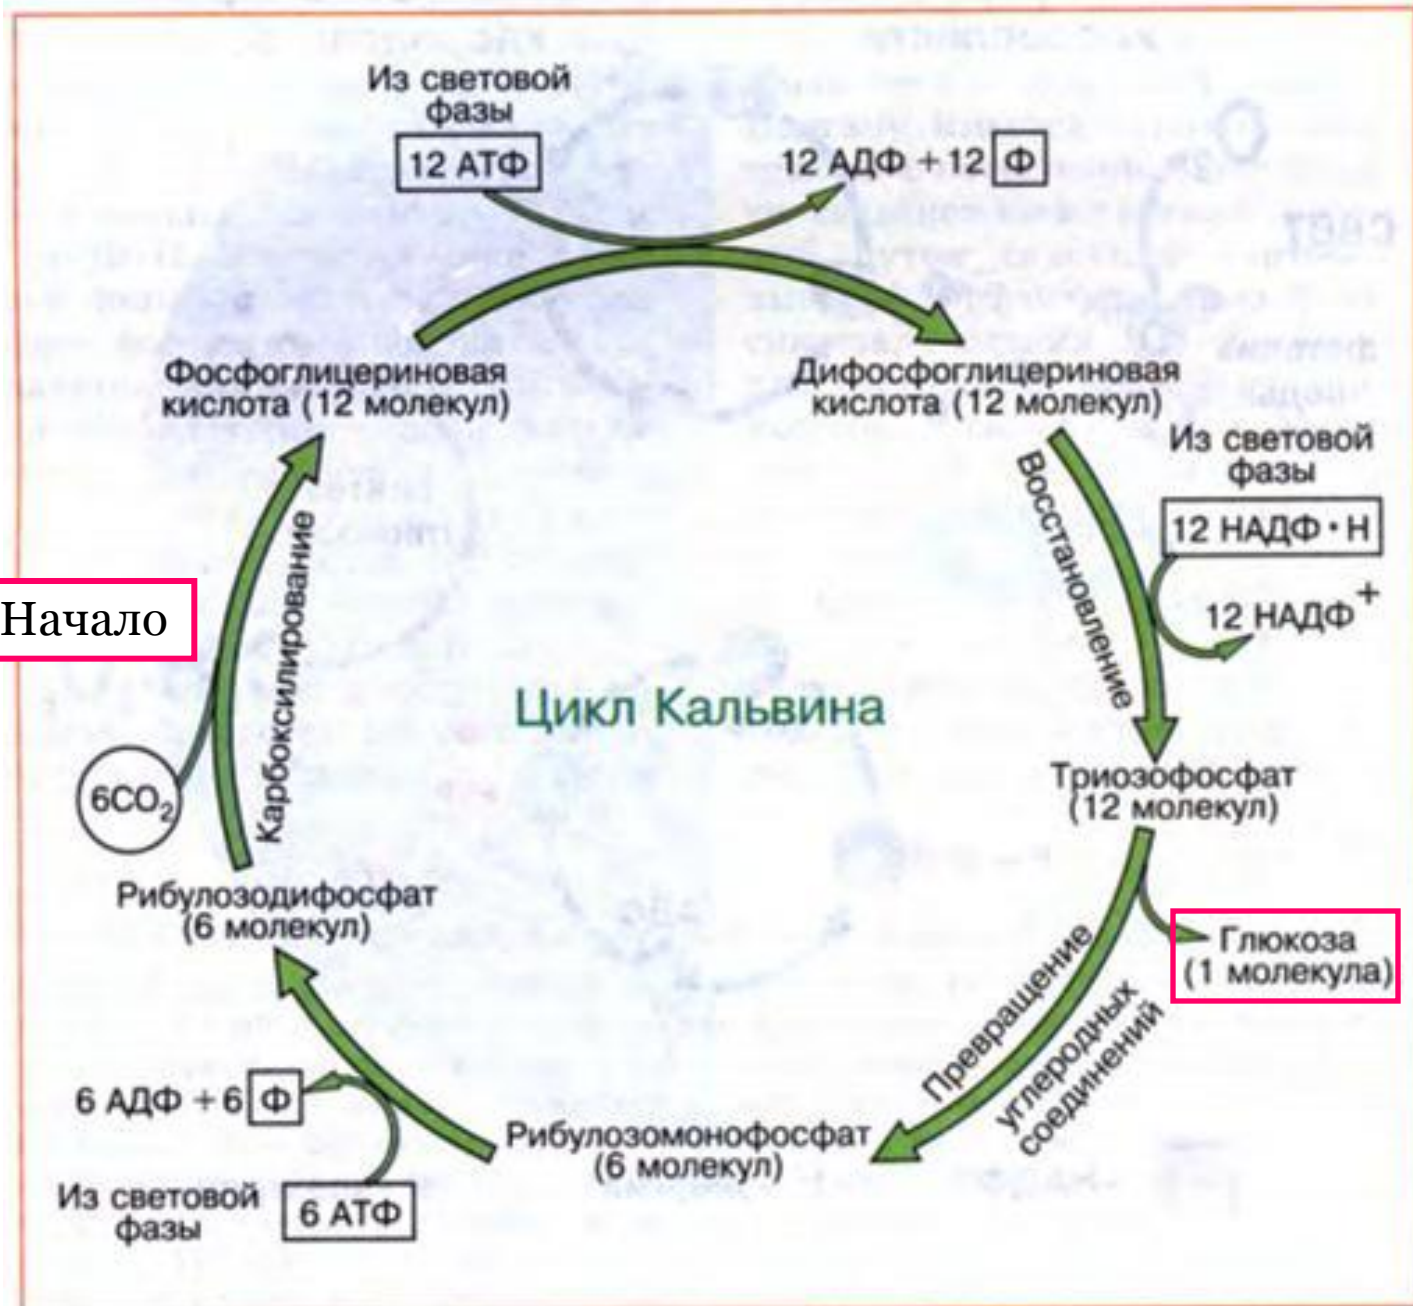 Из световой
фазы
12 АТФ
12 АДФ + 12 Ф
Фосфоглицериновая
кислота (12 молекул)
Дифосфоглицериновая
кислота (12 молекул)
Из световой
фазы
12 НАДФ · Н
12 НАДФ⁺
Восстановление
Начало
Карбоксилирование
Цикл Кальвина
6CO₂
Триозофосфат
(12 молекул)
Рибулозодифосфат
(6 молекул)
Глюкоза
(1 молекула)
Превращение
углеродных
соединений
6 АДФ + 6 Ф
Рибулозомонофосфат
(6 молекул)
Из световой
фазы
6 АТФ